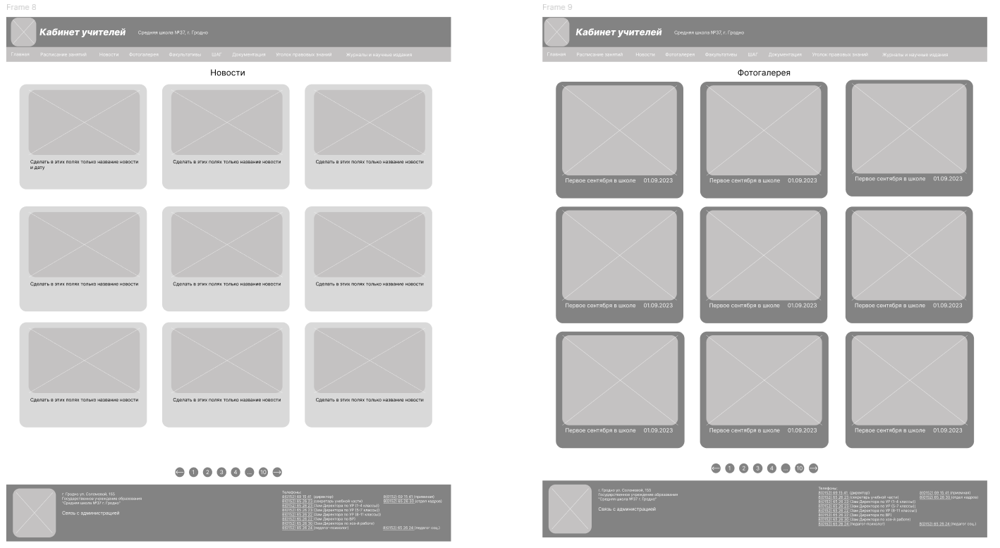 Frame 8
Кабинет учителей
Средняя школа №37, г. Гродно
Главная Расписание занятий Новости Фотогалерея Факультативы ШАГ Документация Уголок правовых знаний Журналы и научные издания
Новости
Сделать в этих полях только название новости
и дату
Сделать в этих полях только название новости
Сделать в этих полях только название новости
Сделать в этих полях только название новости
Сделать в этих полях только название новости
Сделать в этих полях только название новости
Сделать в этих полях только название новости
Сделать в этих полях только название новости
Сделать в этих полях только название новости
1 2 3 4 ... 10
г. Гродно ул. Соломовой, 155
Государственное учреждение образования
"Средняя школа №37 г. Гродно"
Связь с администрацией
Телефоны:
8(0152) 69 15 41 (директор) 8(0152) 69 15 41 (приемная)
8(0152) 65 26 23 (секретарь учебной части) 8(0152) 65 26 30 (отдел кадров)
8(0152) 65 26 23 (Зам Директора по УР (1-4 классы))
8(0152) 65 26 23 (Зам Директора по УР (5-7 классы))
8(0152) 65 26 22 (Зам Директора по УР (8-11 классы))
8(0152) 65 26 22 (Зам Директора по ВР)
8(0152) 65 26 30 (Зам Директора по хоз-й работе)
8(0152) 65 26 24 (педагог-психолог) 8(0152) 65 26 24 (педагог соц.)
Frame 9
Кабинет учителей
Средняя школа №37, г. Гродно
Главная Расписание занятий Новости Фотогалерея Факультативы ШАГ Документация Уголок правовых знаний Журналы и научные издания
Фотогалерея
Первое сентября в школе 01.09.2023
Первое сентября в школе 01.09.2023
Первое сентября в школе 01.09.2023
Первое сентября в школе 01.09.2023
Первое сентября в школе 01.09.2023
Первое сентября в школе 01.09.2023
Первое сентября в школе 01.09.2023
Первое сентября в школе 01.09.2023
Первое сентября в школе 01.09.2023
1 2 3 4 ... 10
г. Гродно ул. Соломовой, 155
Государственное учреждение образования
"Средняя школа №37 г. Гродно"
Связь с администрацией
Телефоны:
8(0152) 69 15 41 (директор) 8(0152) 69 15 41 (приемная)
8(0152) 65 26 23 (секретарь учебной части) 8(0152) 65 26 30 (отдел кадров)
8(0152) 65 26 23 (Зам Директора по УР (1-4 классы))
8(0152) 65 26 23 (Зам Директора по УР (5-7 классы))
8(0152) 65 26 22 (Зам Директора по УР (8-11 классы))
8(0152) 65 26 22 (Зам Директора по ВР)
8(0152) 65 26 30 (Зам Директора по хоз-й работе)
8(0152) 65 26 24 (педагог-психолог) 8(0152) 65 26 24 (педагог соц.)